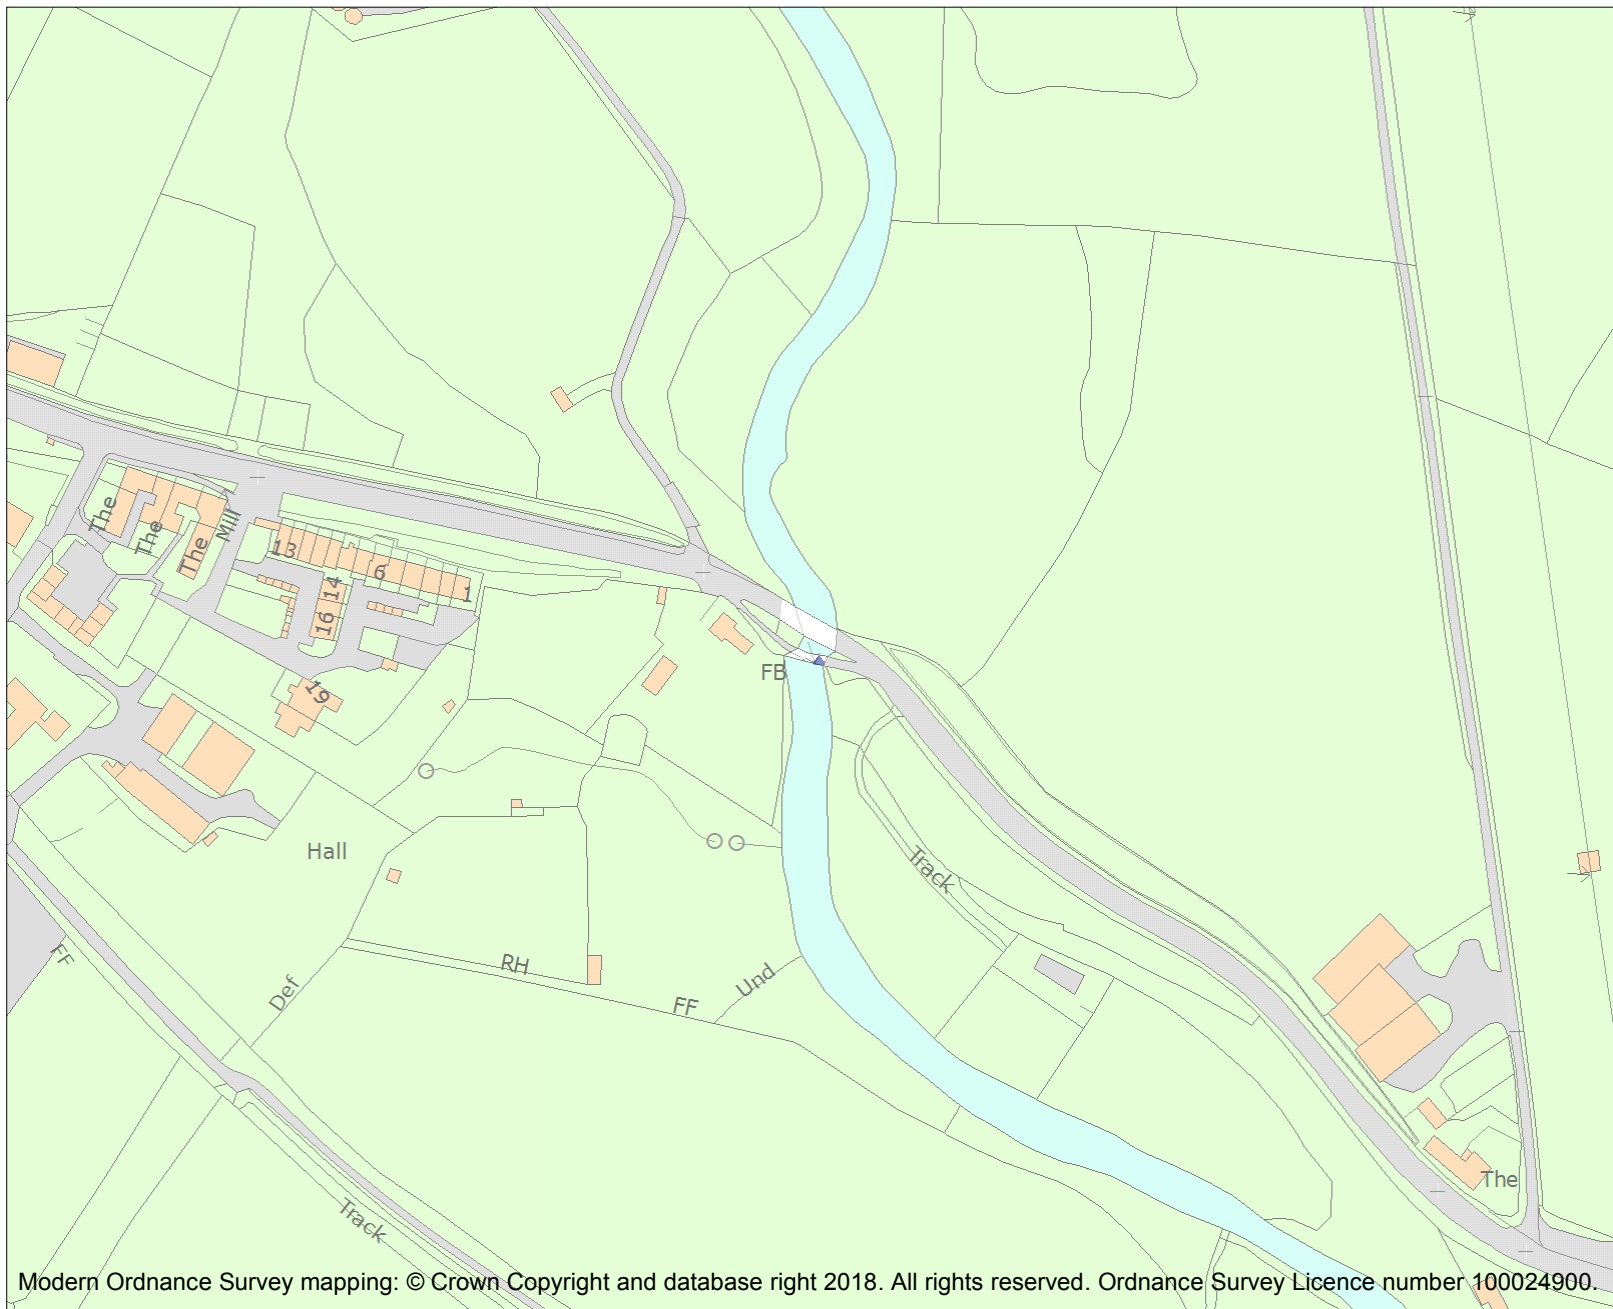 The
The
The
Mill
13
14
6
1
16
19
FB
Track
Hall
FF
Def
RH
FF
Und
Track
The
Modern Ordnance Survey mapping: © Crown Copyright and database right 2018. All rights reserved. Ordnance Survey Licence number 100024900.